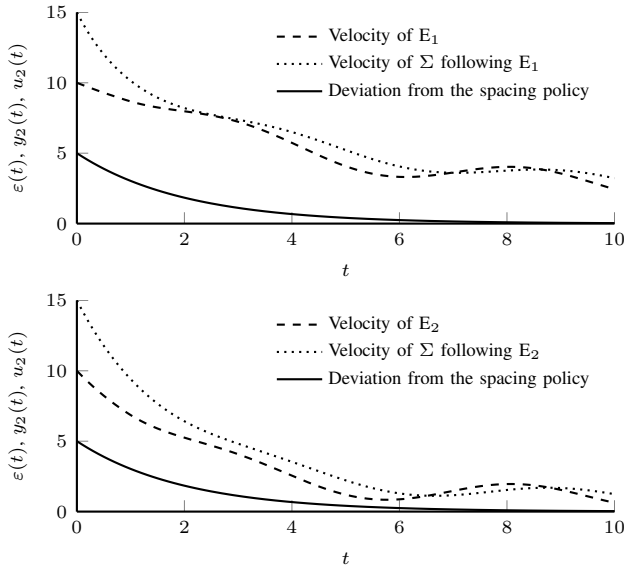 15
10
5
0
ε(t), y₂(t), u₂(t)
Velocity of E₁
Velocity of Σ following E₁
Deviation from the spacing policy
0 2 4 6 8 10
t
15
10
5
0
ε(t), y₂(t), u₂(t)
Velocity of E₂
Velocity of Σ following E₂
Deviation from the spacing policy
0 2 4 6 8 10
t